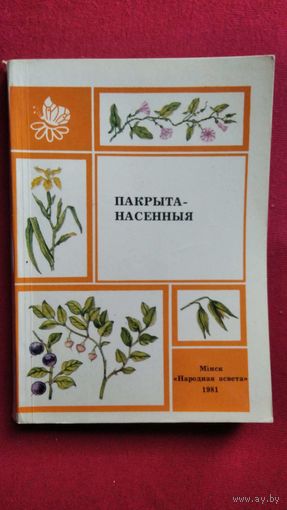 ПАКРЫТА-
НАСЕННЫЯ
Мінск
«Народная асвета»
1981
www.ay.by